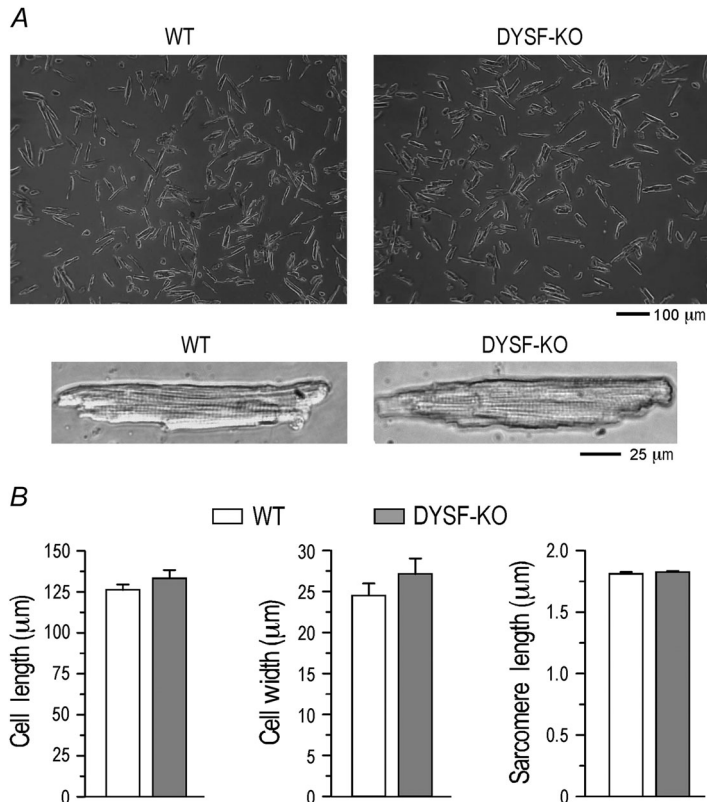 A
WT DYSF-KO
100 μm
WT DYSF-KO
25 μm
B
WT DYSF-KO
Cell length (μm)
150
125
100
75
50
25
0
Cell width (μm)
30
25
20
15
10
5
0
Sarcomere length (μm)
2.0
1.5
1.0
0.5
0